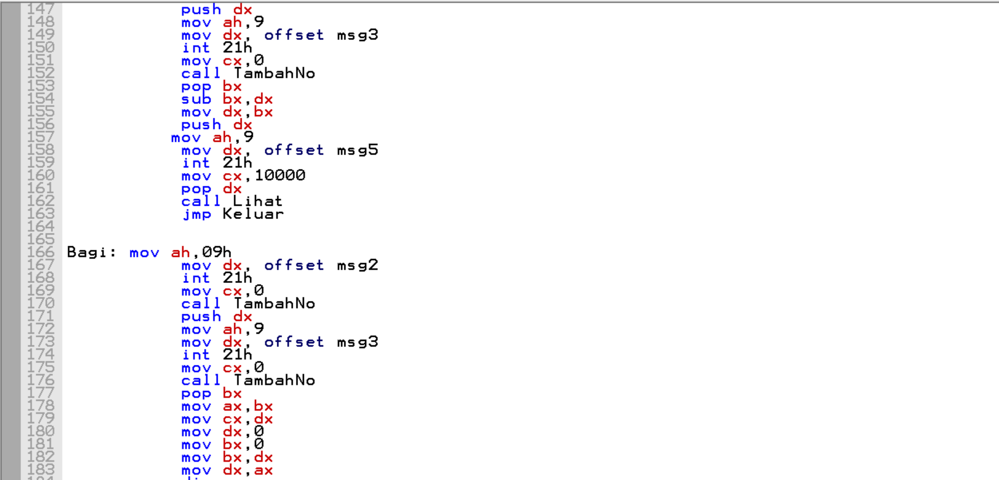 147 push dx
148 mov ah,9
149 mov dx, offset msg3
150 int 21h
151 mov cx,0
152 call TambahNo
153 pop bx
154 sub bx,dx
155 mov dx,bx
156 push dx
157 mov ah,9
158 mov dx, offset msg5
159 int 21h
160 mov cx,10000
161 pop dx
162 call Lihat
163 jmp Keluar
164
165
166 Bagi: mov ah,09h
167 mov dx, offset msg2
168 int 21h
169 mov cx,0
170 call TambahNo
171 push dx
172 mov ah,9
173 mov dx, offset msg3
174 int 21h
175 mov cx,0
176 call TambahNo
177 pop bx
178 mov ax,bx
179 mov cx,dx
180 mov dx,0
181 mov bx,0
182 mov bx,dx
183 mov dx,ax